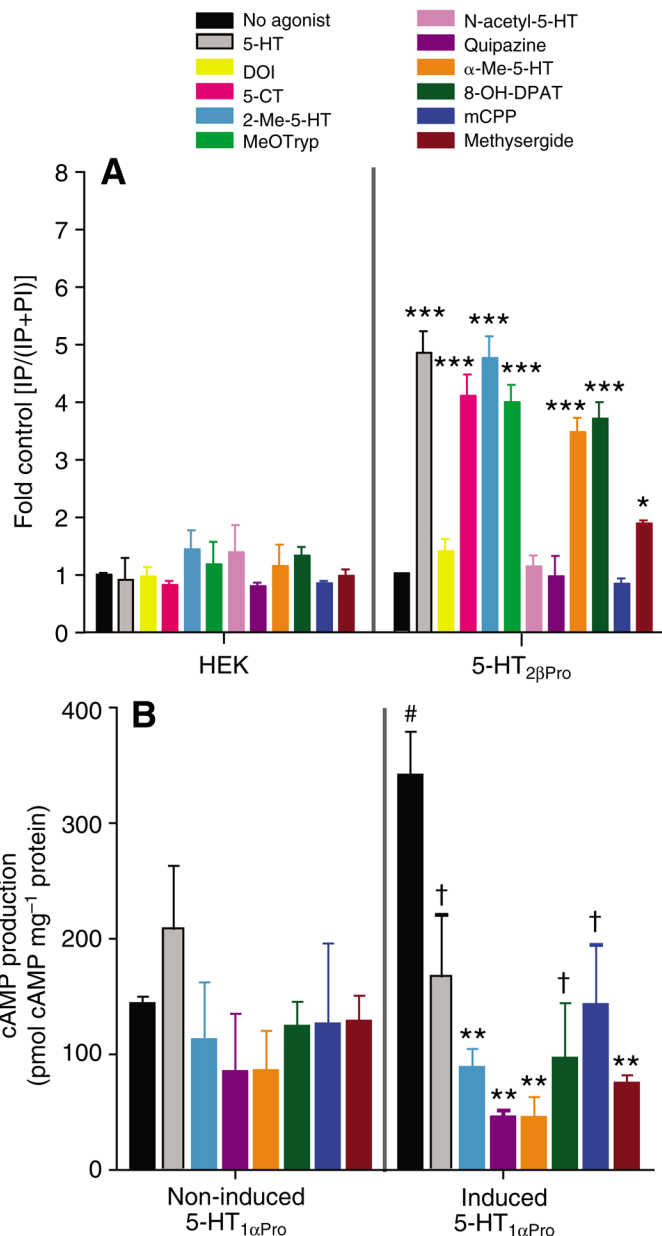 No agonist
5-HT
DOI
5-CT
2-Me-5-HT
MeOTryp
N-acetyl-5-HT
Quipazine
α-Me-5-HT
8-OH-DPAT
mCPP
Methysergide
A
Fold control [IP/(IP+PI)]
8
7
6
5
4
3
2
1
0
***
***
***
***
***
***
*
HEK
5-HT2βPro
B
cAMP production
(pmol cAMP mg–1 protein)
400
300
200
100
0
#
†
**
**
**
†
†
**
Non-induced
5-HT1αPro
Induced
5-HT1αPro